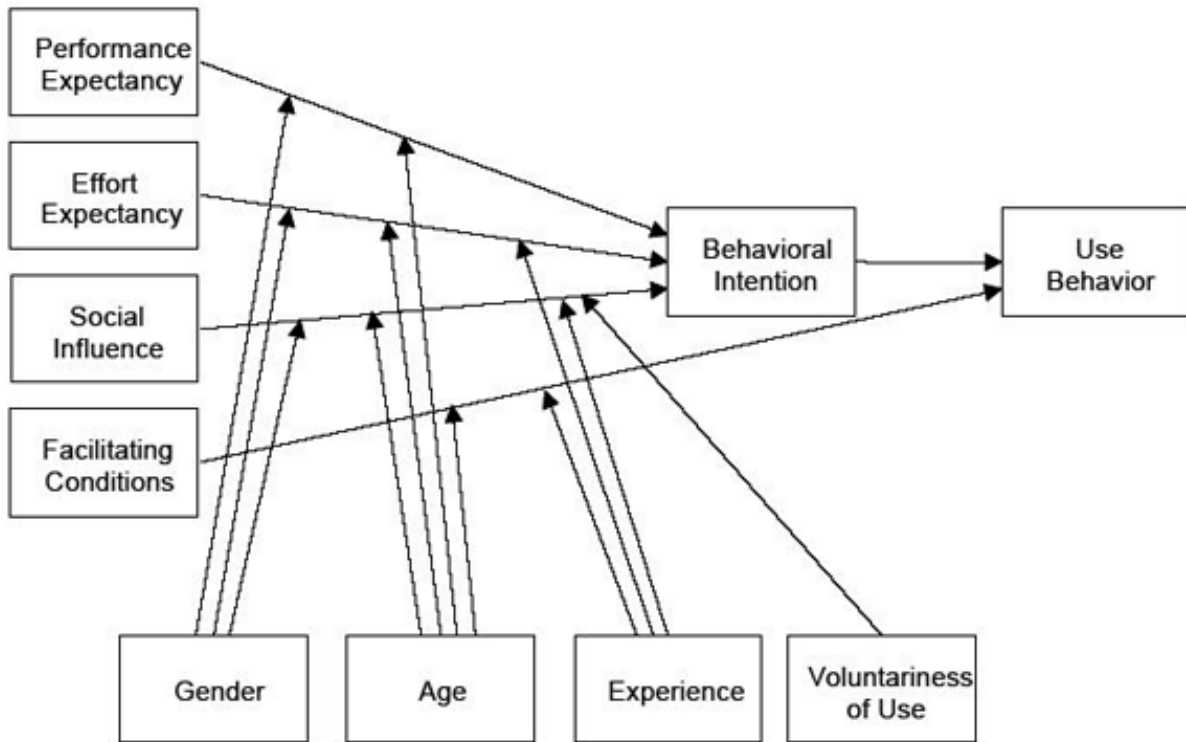 Performance
Expectancy
Effort
Expectancy
Social
Influence
Facilitating
Conditions
Behavioral
Intention
Use
Behavior
Gender
Age
Experience
Voluntariness
of Use